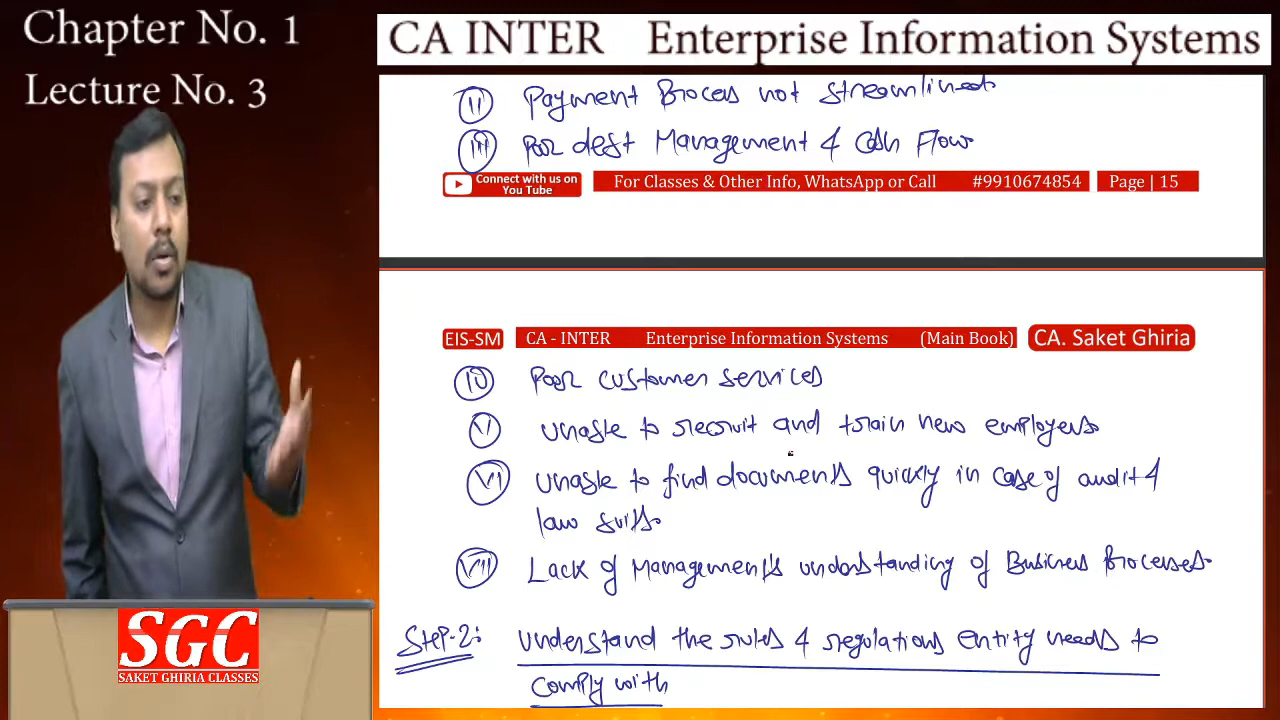 Chapter No. 1
Lecture No. 3
CA INTER Enterprise Information Systems
(ii) Payment Process not streamlined
(iii) Poor debt Management & Cash Flow
Connect with us on
You Tube
For Classes & Other Info, WhatsApp or Call #9910674854 Page | 15
EIS-SM CA - INTER Enterprise Information Systems (Main Book) CA. Saket Ghiria
(iv) Poor customer services
(v) Unable to recruit and train new employees
(vi) Unable to find documents quickly in case of audit &
law suits
(vii) Lack of Management's understanding of Business Processes.
Step-2: Understand the rules & regulations entity needs to
comply with
SGC
SAKET GHIRIA CLASSES